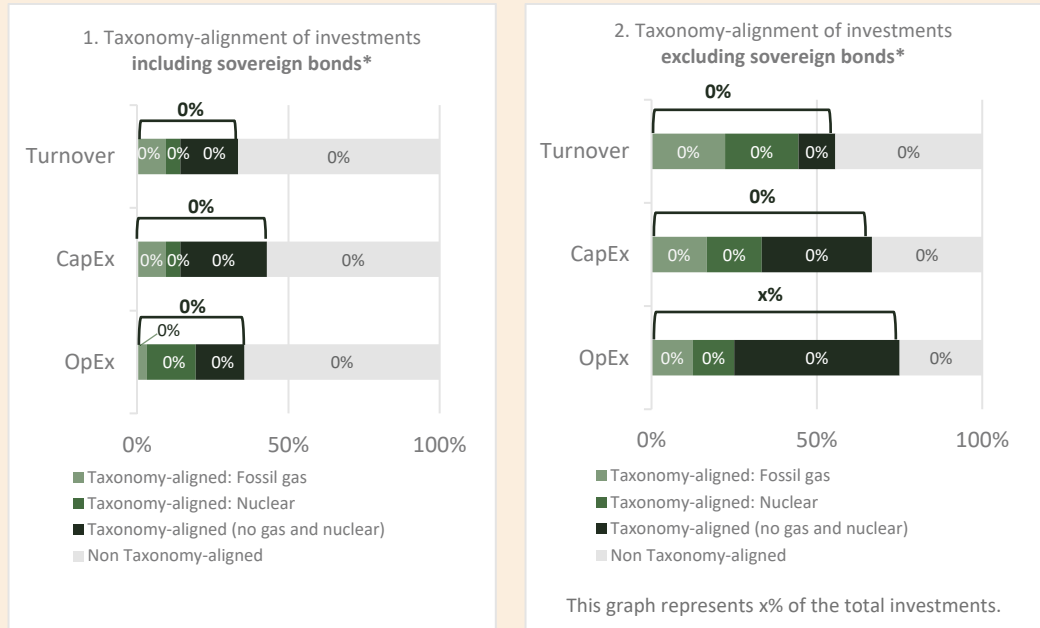 1. Taxonomy-alignment of investments
including sovereign bonds*
0%
Turnover
0% 0% 0% 0%
0%
CapEx
0% 0% 0% 0%
0%
0%
OpEx
0% 0% 0%
0% 50% 100%
Taxonomy-aligned: Fossil gas
Taxonomy-aligned: Nuclear
Taxonomy-aligned (no gas and nuclear)
Non Taxonomy-aligned
2. Taxonomy-alignment of investments
excluding sovereign bonds*
0%
Turnover
0% 0% 0% 0%
0%
CapEx
0% 0% 0% 0%
x%
OpEx
0% 0% 0% 0%
0% 50% 100%
Taxonomy-aligned: Fossil gas
Taxonomy-aligned: Nuclear
Taxonomy-aligned (no gas and nuclear)
Non Taxonomy-aligned
This graph represents x% of the total investments.